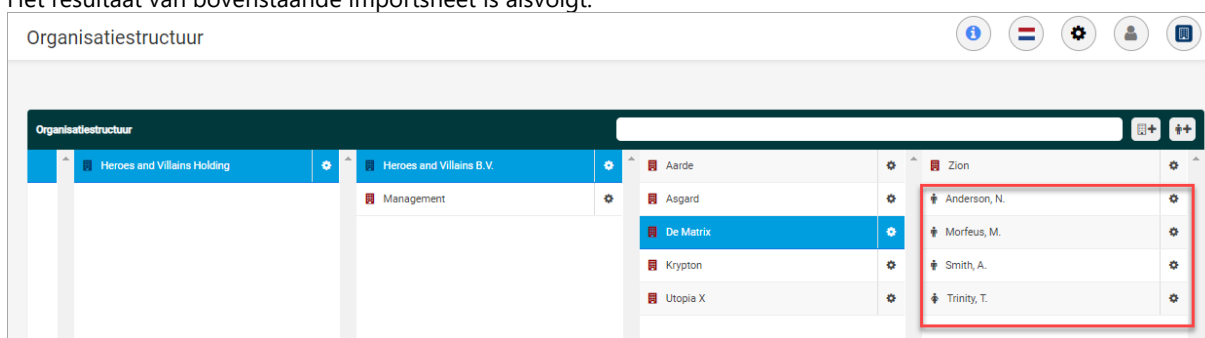 Het resultaat van bovenstaande importsheet is alsvolgt:
Organisatiestructuur
Organisatiestructuur
Heroes and Villains Holding
Heroes and Villains B.V.
Aarde
Zion
Management
Asgard
Anderson, N.
De Matrix
Morfeus, M.
Krypton
Smith, A.
Utopia X
Trinity, T.